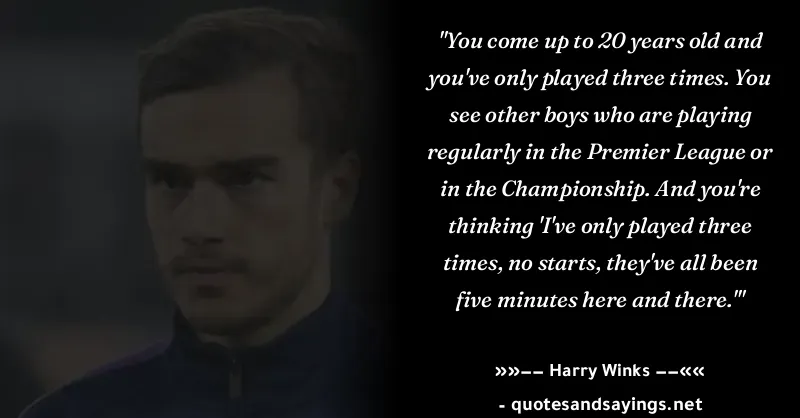 "You come up to 20 years old and
you've only played three times. You
see other boys who are playing
regularly in the Premier League or
in the Championship. And you're
thinking 'I've only played three
times, no starts, they've all been
five minutes here and there.'"
»»—— Harry Winks ——««
- quotesandsayings.net